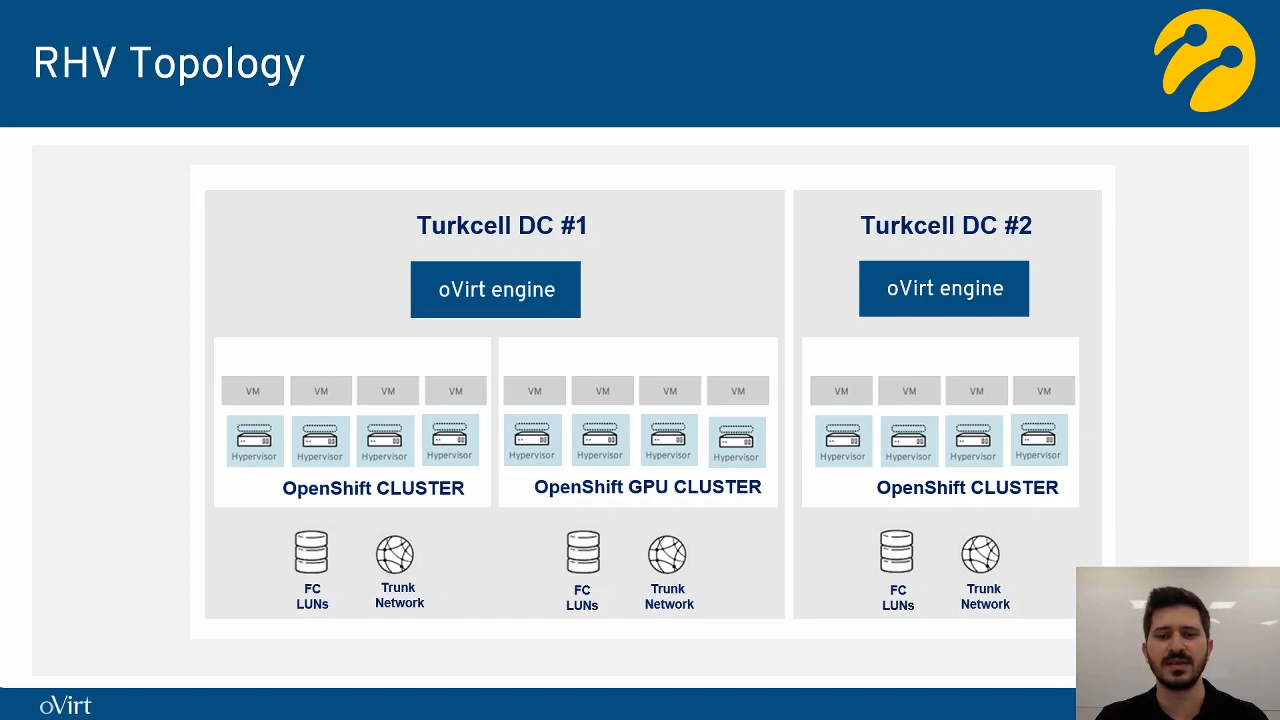 RHV Topology
Turkcell DC #1
oVirt engine
VM VM VM VM VM VM VM VM
Hypervisor Hypervisor Hypervisor Hypervisor Hypervisor Hypervisor Hypervisor Hypervisor
OpenShift CLUSTER
OpenShift GPU CLUSTER
FC
LUNs
Trunk
Network
FC
LUNs
Trunk
Network
Turkcell DC #2
oVirt engine
VM VM VM VM
Hypervisor Hypervisor Hypervisor Hypervisor
OpenShift CLUSTER
FC
LUNs
Trunk
Network
oVirt